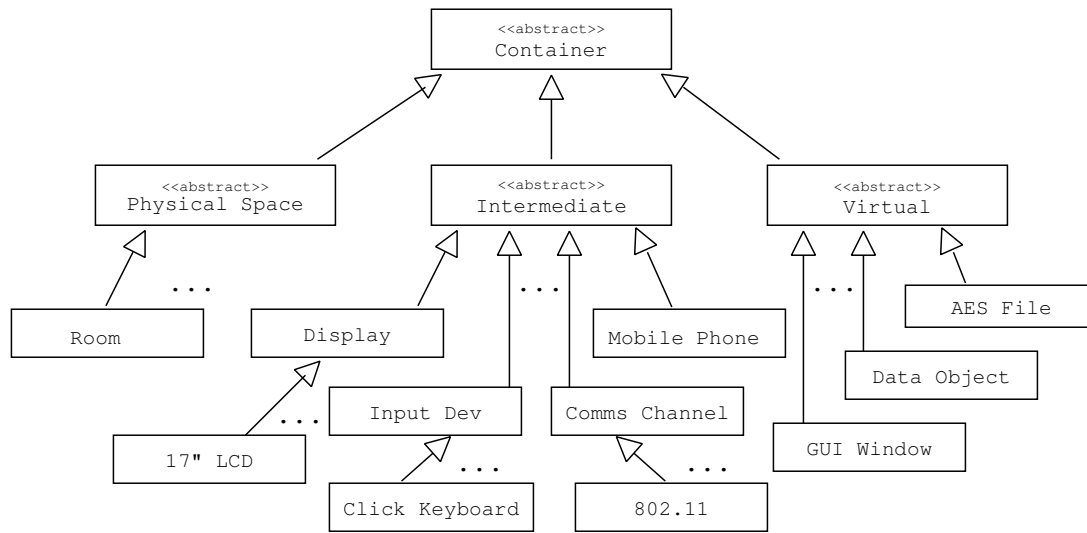 <<abstract>>
Container
<<abstract>>
Physical Space
<<abstract>>
Intermediate
<<abstract>>
Virtual
...
...
...
Room
Display
Mobile Phone
AES File
Data Object
...
Input Dev
Comms Channel
17" LCD
GUI Window
...
...
Click Keyboard
802.11